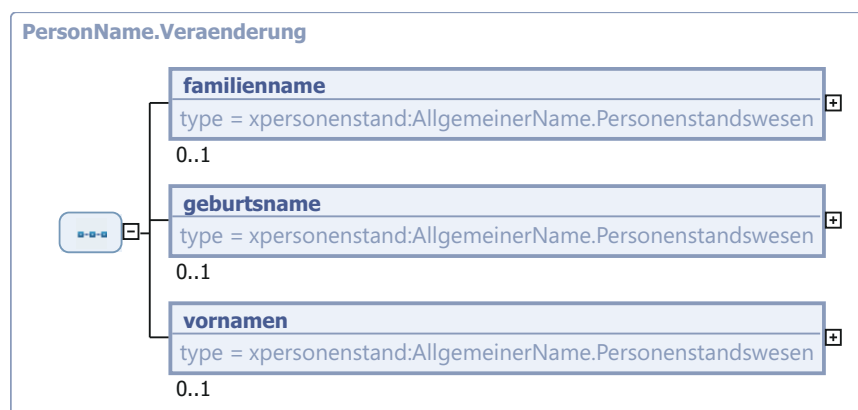 PersonName.Veraenderung
familienname
type = xpersonenstand:AllgemeinerName.Personenstandswesen
0..1
geburtsname
type = xpersonenstand:AllgemeinerName.Personenstandswesen
0..1
vornamen
type = xpersonenstand:AllgemeinerName.Personenstandswesen
0..1